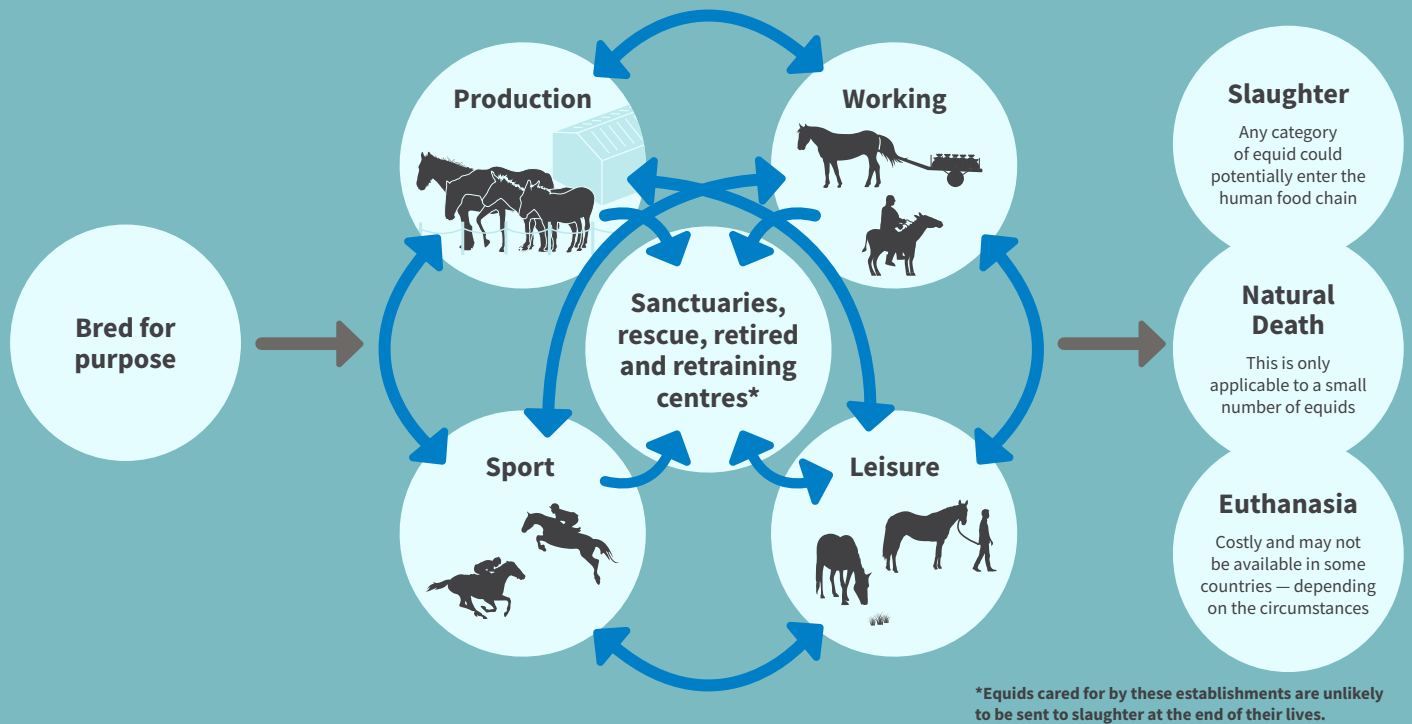 Bred for
purpose
Production
Working
Sanctuaries,
rescue, retired
and retraining
centres*
Sport
Leisure
Slaughter
Any category
of equid could
potentially enter the
human food chain
Natural
Death
This is only
applicable to a small
number of equids
Euthanasia
Costly and may not
be available in some
countries — depending
on the circumstances
*Equids cared for by these establishments are unlikely
to be sent to slaughter at the end of their lives.